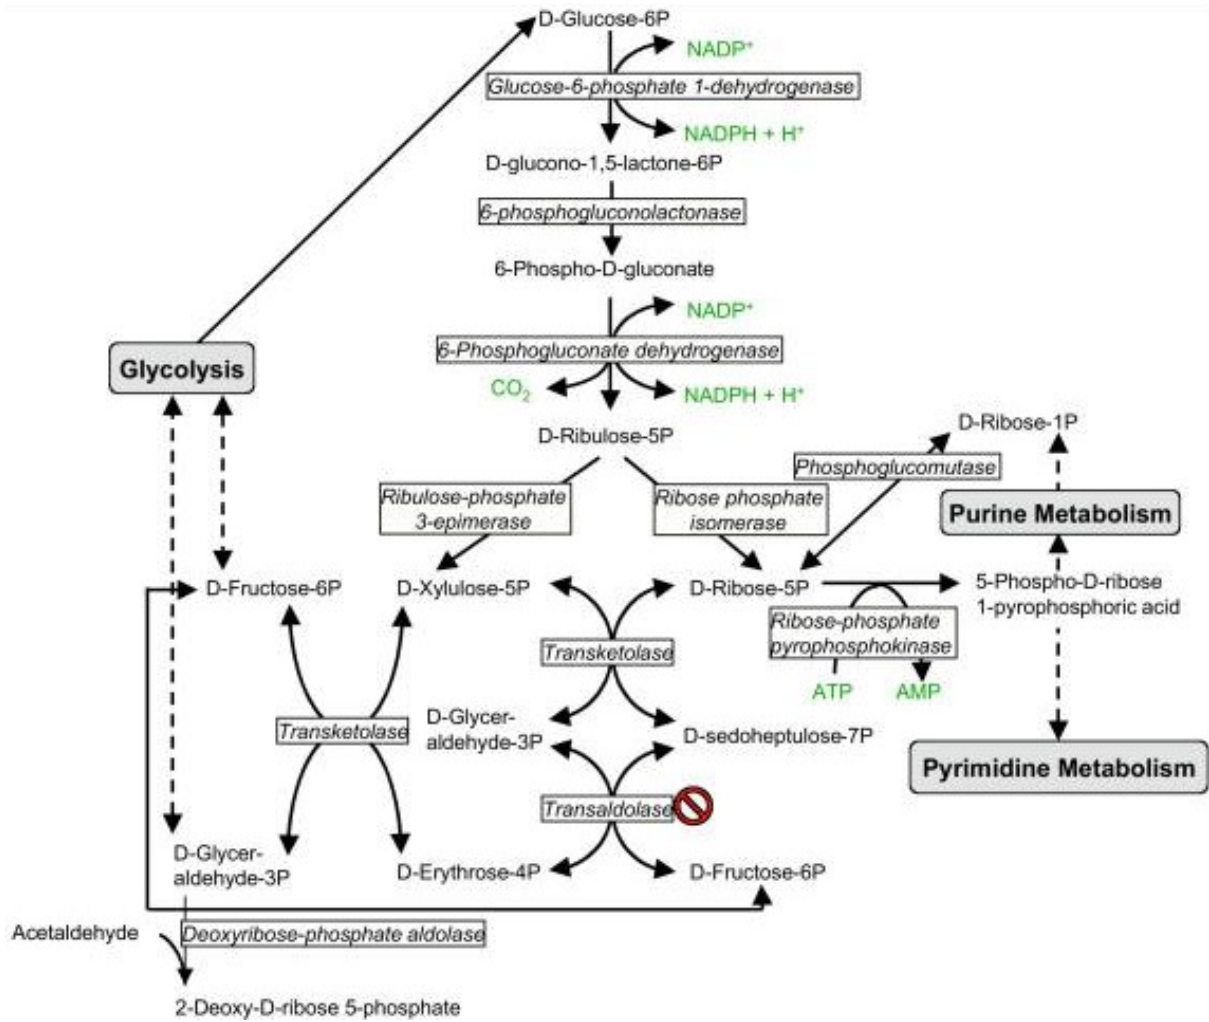 D-Glucose-6P
NADP+
Glucose-6-phosphate 1-dehydrogenase
NADPH + H+
D-glucono-1,5-lactone-6P
6-phosphogluconolactonase
6-Phospho-D-gluconate
NADP+
6-Phosphogluconate dehydrogenase
Glycolysis
CO2
NADPH + H+
D-Ribulose-5P
D-Ribose-1P
Phosphoglucomutase
Ribulose-phosphate
3-epimerase
Ribose phosphate
isomerase
Purine Metabolism
D-Fructose-6P
D-Xylulose-5P
D-Ribose-5P
5-Phospho-D-ribose
1-pyrophosphoric acid
Ribose-phosphate
pyrophosphokinase
Transketolase
ATP
AMP
D-Glycer-
aldehyde-3P
Transketolase
D-sedoheptulose-7P
Pyrimidine Metabolism
Transaldolase
D-Glycer-
aldehyde-3P
D-Erythrose-4P
D-Fructose-6P
Acetaldehyde
Deoxyribose-phosphate aldolase
2-Deoxy-D-ribose 5-phosphate